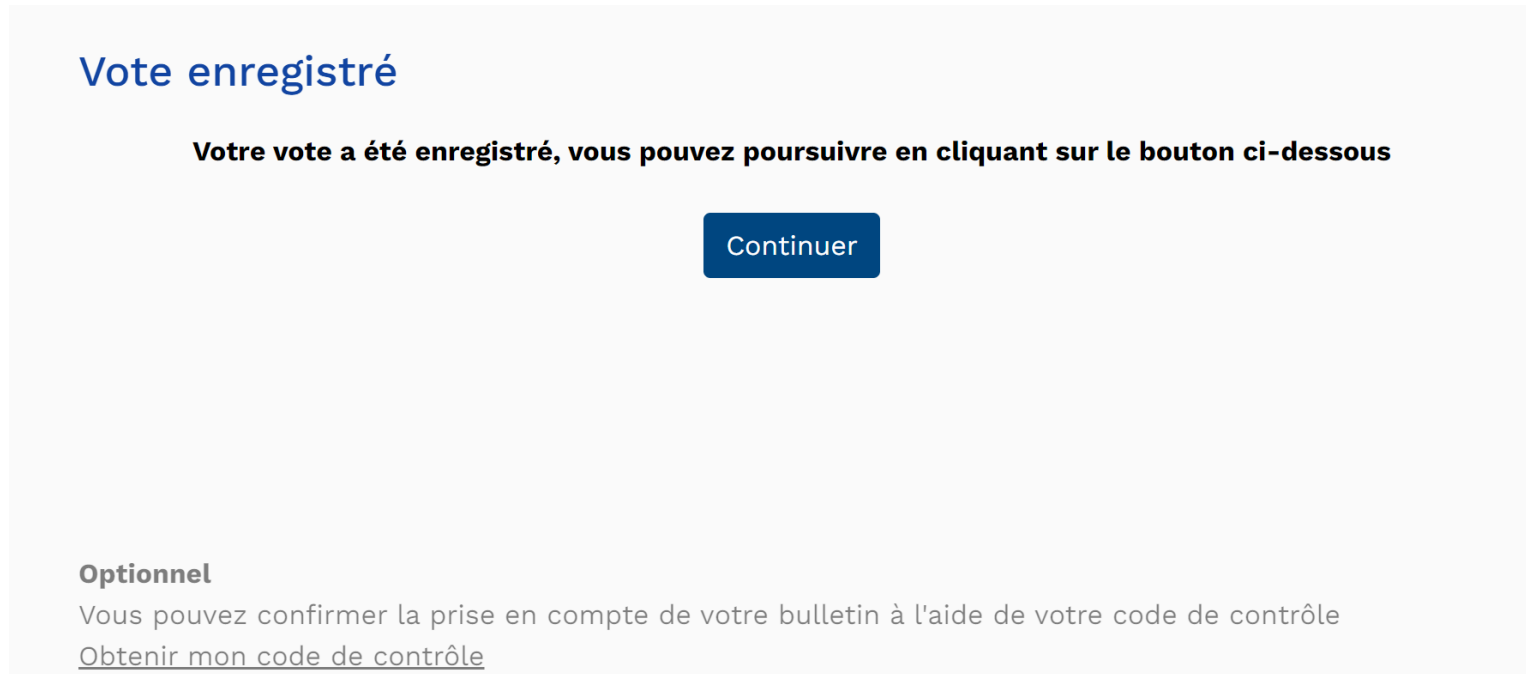 Vote enregistré
Votre vote a été enregistré, vous pouvez poursuivre en cliquant sur le bouton ci-dessous
Continuer
Optionnel
Vous pouvez confirmer la prise en compte de votre bulletin à l'aide de votre code de contrôle
Obtenir mon code de contrôle